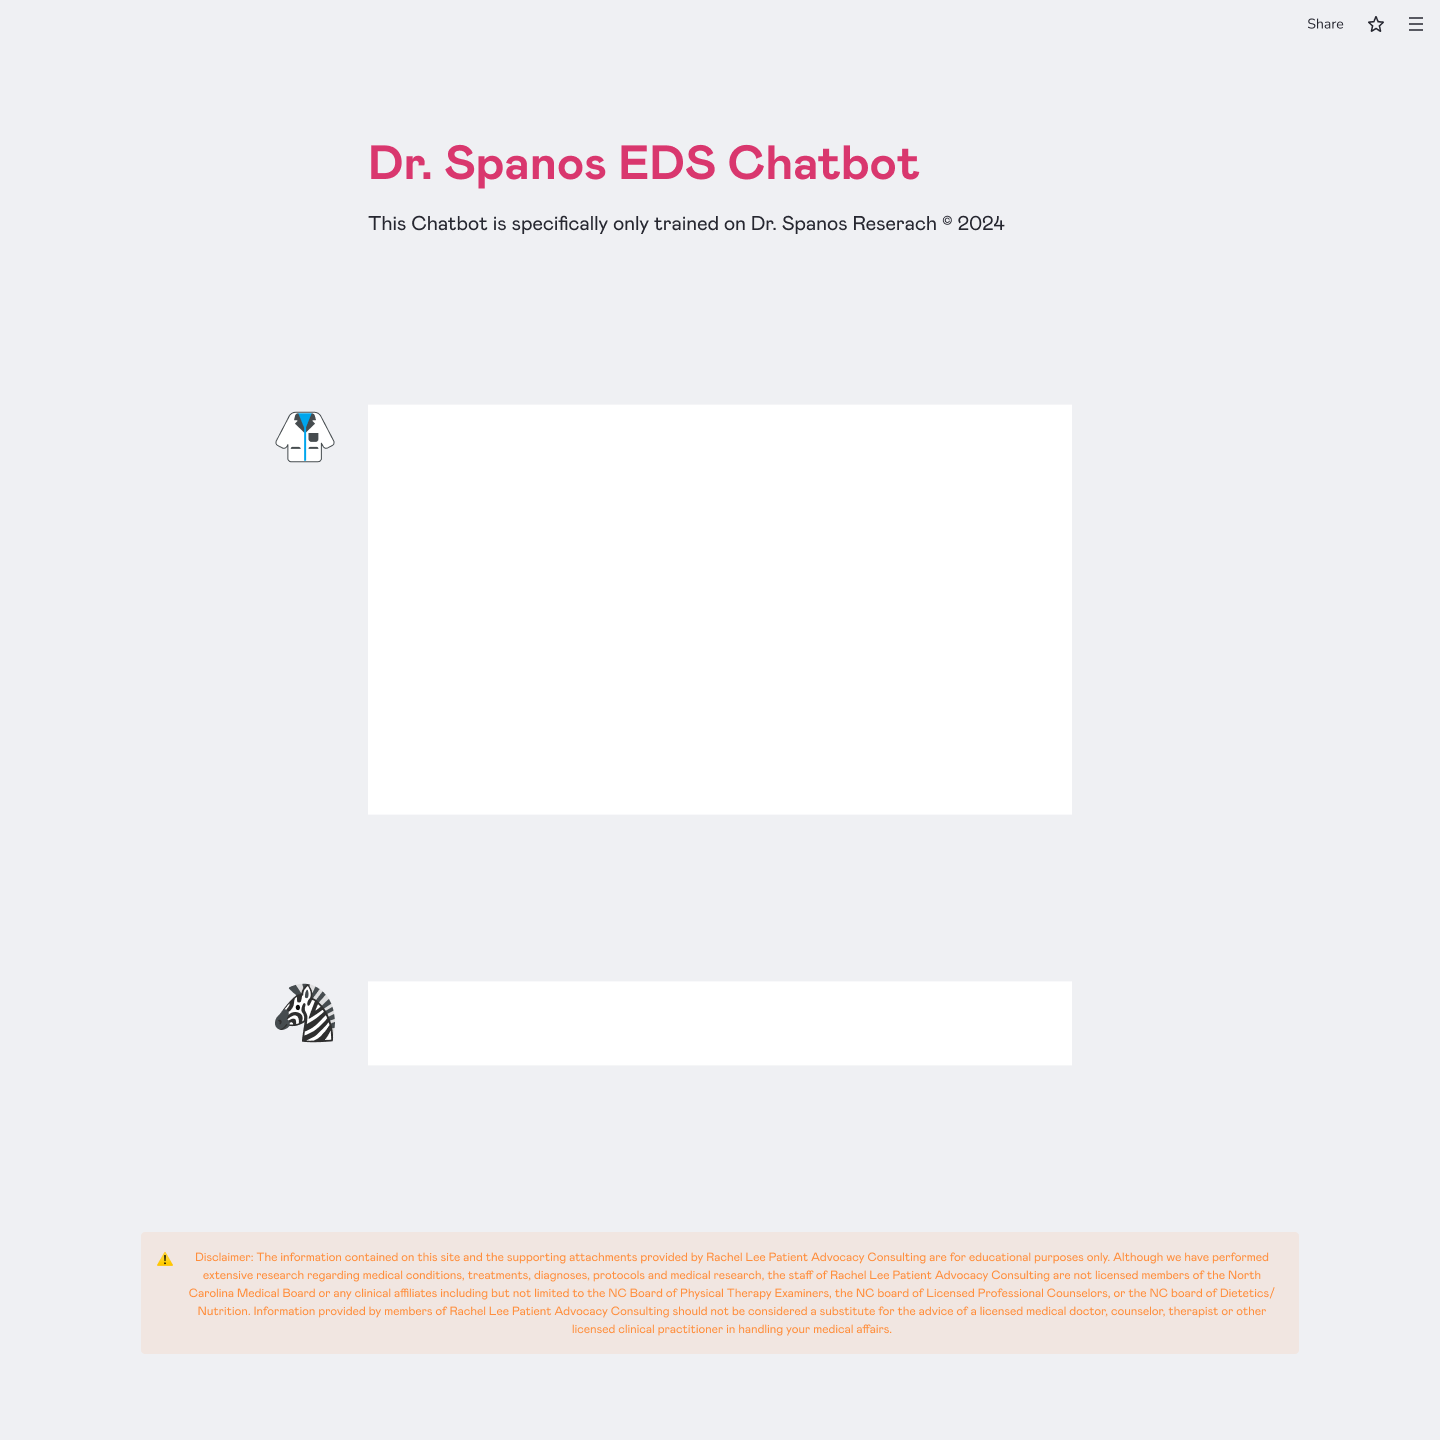 Share
Dr. Spanos EDS Chatbot
This Chatbot is specifically only trained on Dr. Spanos Reserach © 2024
Disclaimer: The information contained on this site and the supporting attachments provided by Rachel Lee Patient Advocacy Consulting are for educational purposes only. Although we have performed
extensive research regarding medical conditions, treatments, diagnoses, protocols and medical research, the staff of Rachel Lee Patient Advocacy Consulting are not licensed members of the North
Carolina Medical Board or any clinical affiliates including but not limited to the NC Board of Physical Therapy Examiners, the NC board of Licensed Professional Counselors, or the NC board of Dietetics/
Nutrition. Information provided by members of Rachel Lee Patient Advocacy Consulting should not be considered a substitute for the advice of a licensed medical doctor, counselor, therapist or other
licensed clinical practitioner in handling your medical affairs.